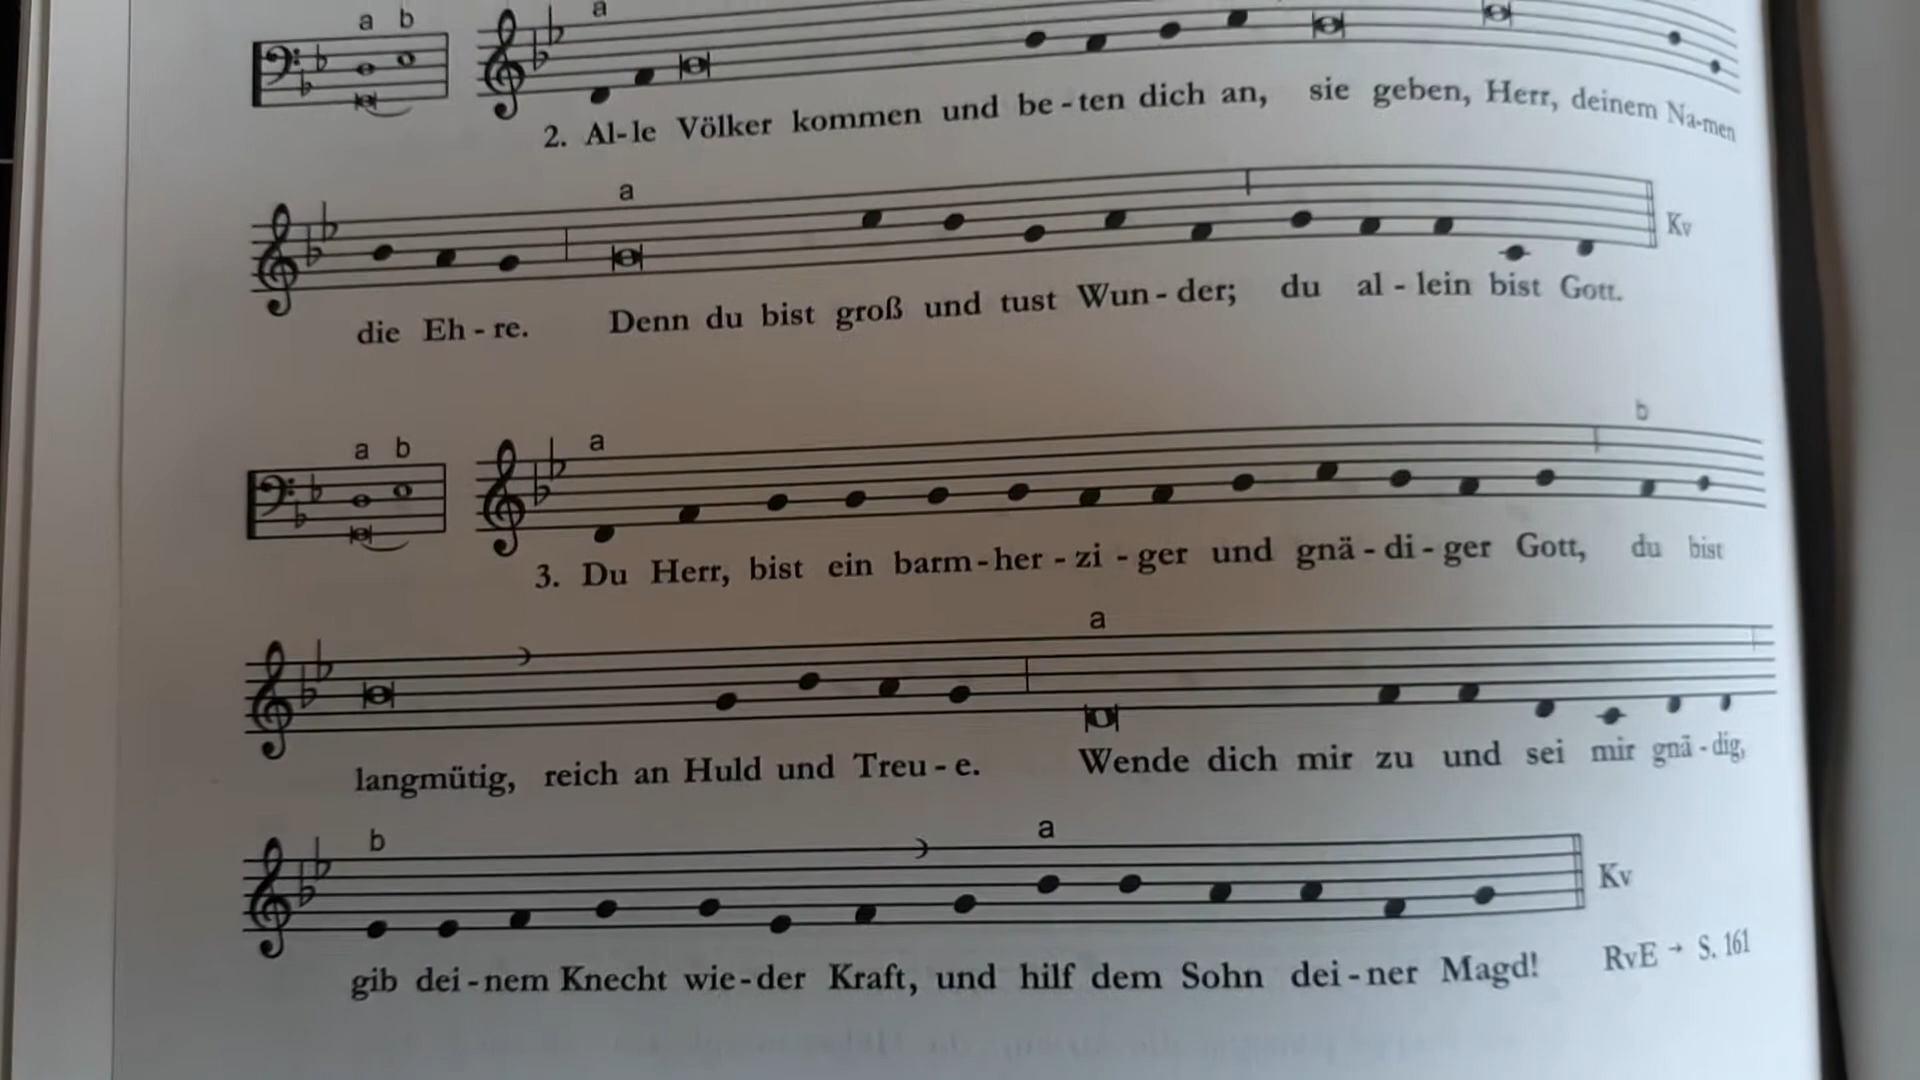 a b a
2. Al-le Völker kommen und be-ten dich an, sie geben, Herr, deinem Na-men
a
Kv
die Eh-re. Denn du bist groß und tust Wun-der; du al-lein bist Gott.
a b a b
3. Du Herr, bist ein barm-her-zi-ger und gnä-di-ger Gott, du bist
a
langmütig, reich an Huld und Treu-e. Wende dich mir zu und sei mir gnä-dig,
b a
Kv
gib dei-nem Knecht wie-der Kraft, und hilf dem Sohn dei-ner Magd!
RvE → S. 161